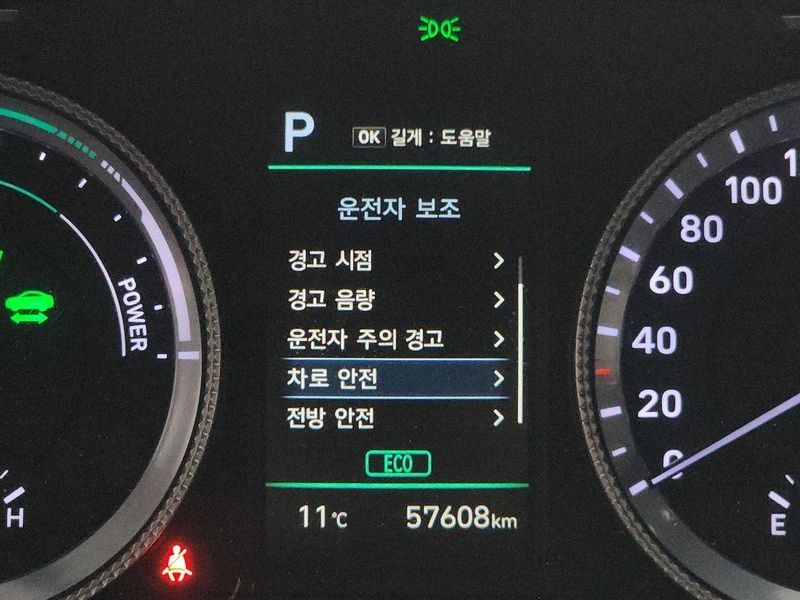 P
OK 길게 : 도움말
운전자 보조
경고 시점
경고 음량
운전자 주의 경고
차로 안전
전방 안전
ECO
11℃ 57608km
POWER
H
100
80
60
40
20
0
E